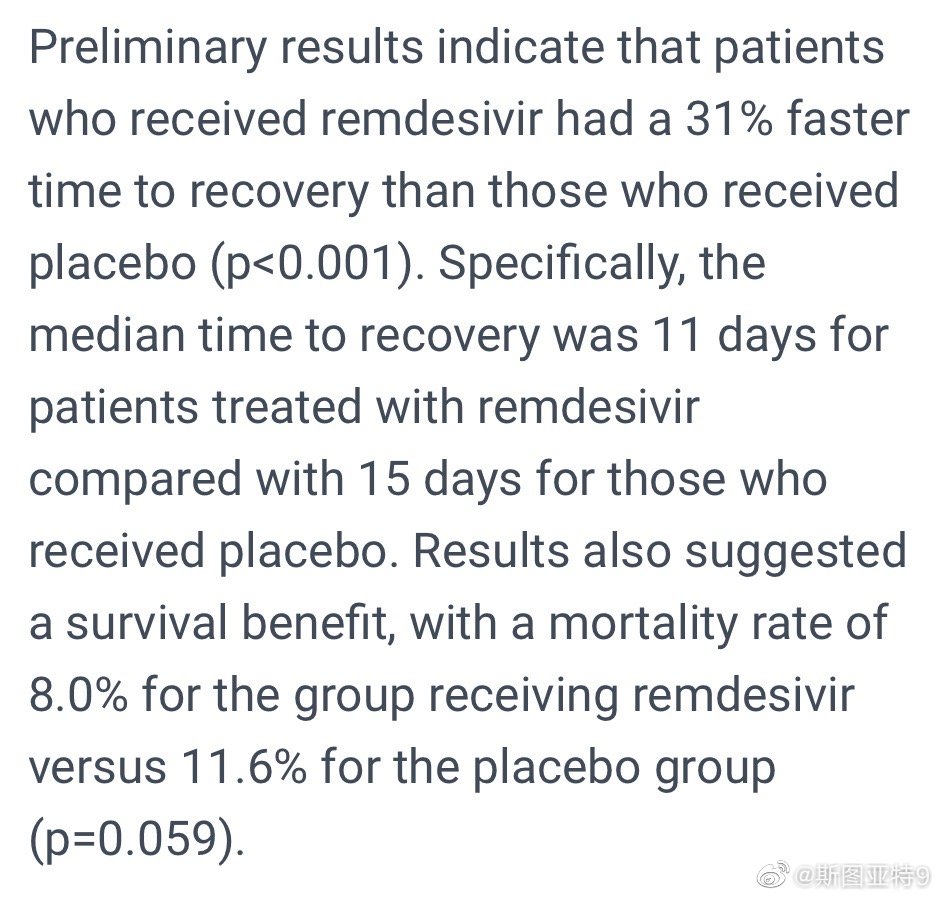 Preliminary results indicate that patients
who received remdesivir had a 31% faster
time to recovery than those who received
placebo (p<0.001). Specifically, the
median time to recovery was 11 days for
patients treated with remdesivir
compared with 15 days for those who
received placebo. Results also suggested
a survival benefit, with a mortality rate of
8.0% for the group receiving remdesivir
versus 11.6% for the placebo group
(p=0.059).
@斯图亚特9